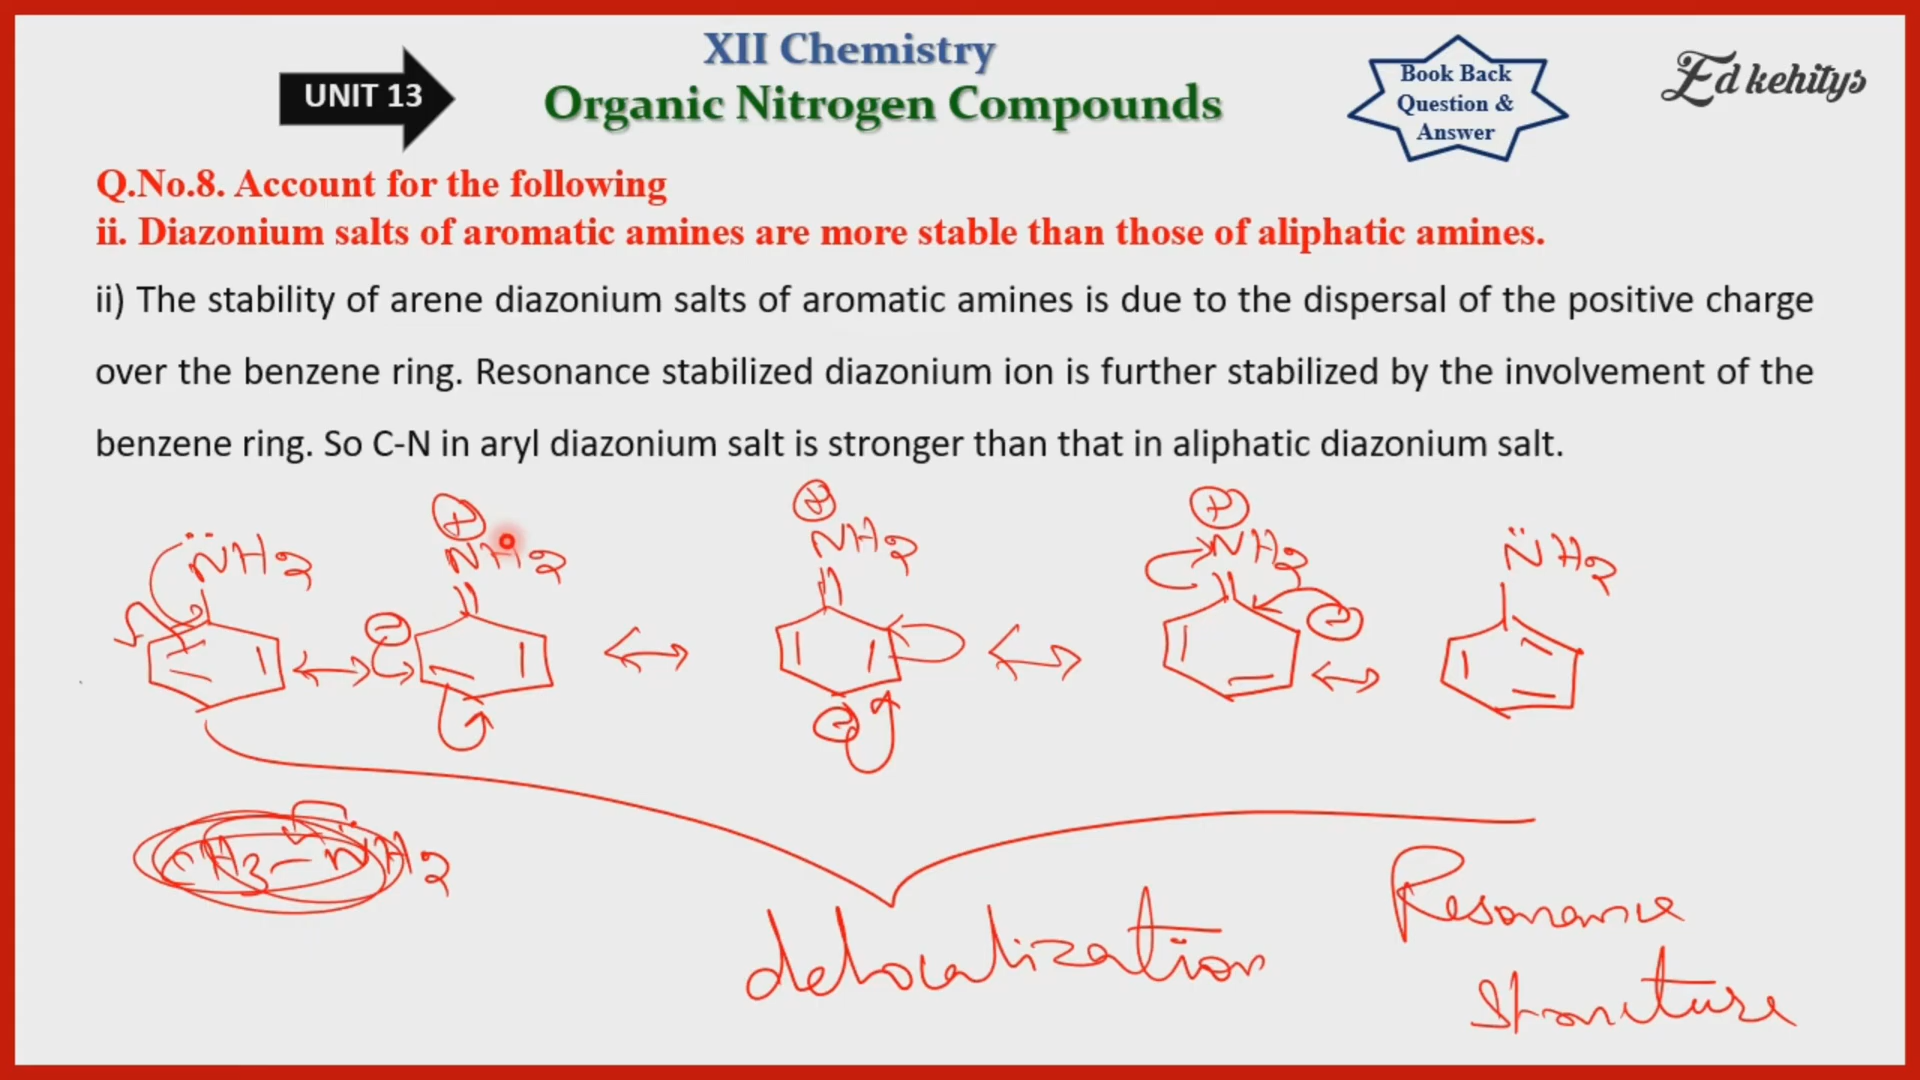 XII Chemistry
UNIT 13
Organic Nitrogen Compounds
Book Back
Question &
Answer
Ed kehitys
Q.No.8. Account for the following
ii. Diazonium salts of aromatic amines are more stable than those of aliphatic amines.
ii) The stability of arene diazonium salts of aromatic amines is due to the dispersal of the positive charge
over the benzene ring. Resonance stabilized diazonium ion is further stabilized by the involvement of the
benzene ring. So C-N in aryl diazonium salt is stronger than that in aliphatic diazonium salt.
N̈H2 ⊕ NH2 ⊕ NH2 ⊕ NH2 N̈H2
⊖ ⊖ ⊖
CH3–N̈H2
delocalization
Resonance
Structure